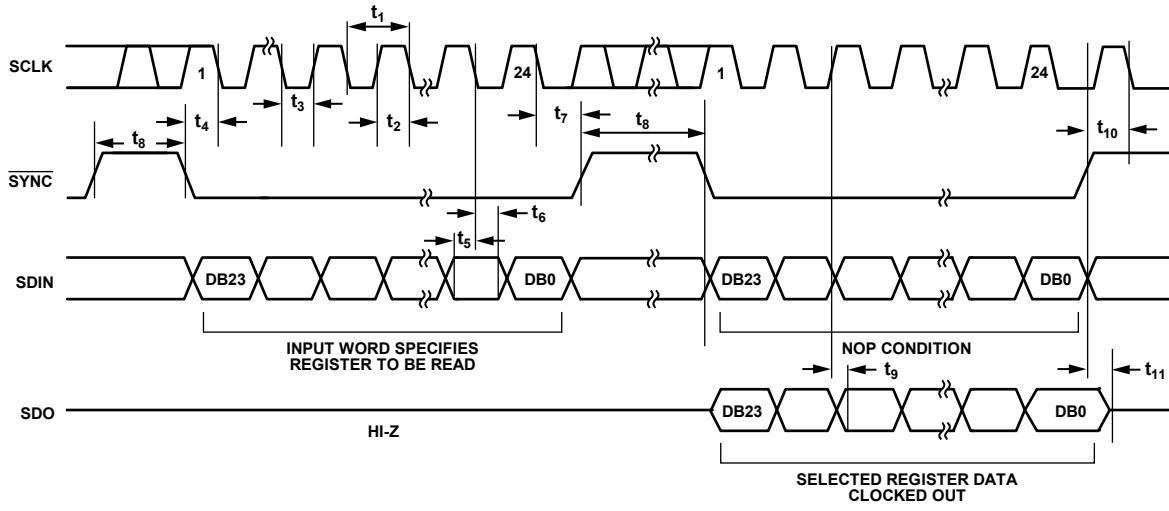 t1
SCLK
1
24
1
24
t3
t4
t2
t7
t8
t8
t10
SYNC
t6
t5
SDIN
DB23
DB0
DB23
DB0
INPUT WORD SPECIFIES
REGISTER TO BE READ
NOP CONDITION
t9
t11
SDO
DB23
DB0
HI-Z
SELECTED REGISTER DATA
CLOCKED OUT